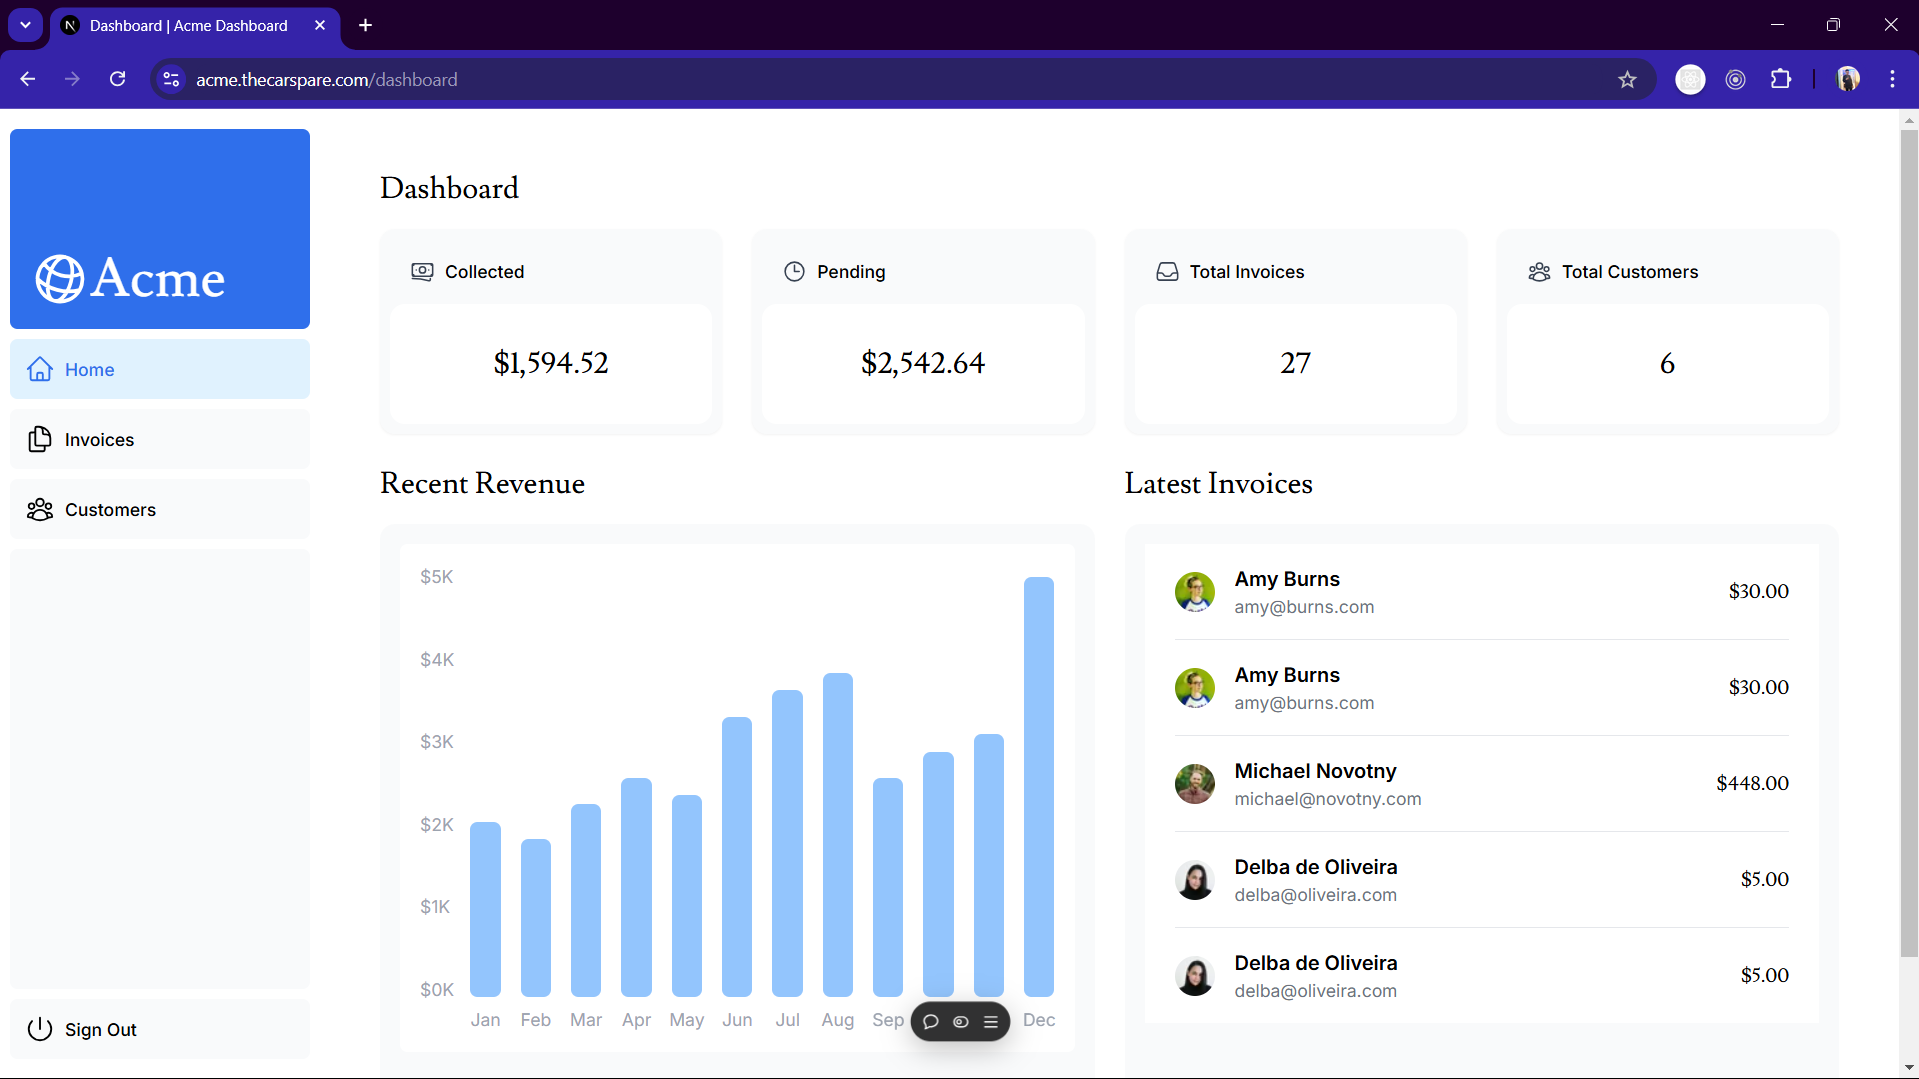 Dashboard | Acme Dashboard
acme.thecarspare.com/dashboard
Acme
Home
Invoices
Customers
Sign Out
Dashboard
Collected
$1,594.52
Pending
$2,542.64
Total Invoices
27
Total Customers
6
Recent Revenue
$5K
$4K
$3K
$2K
$1K
$0K
Jan Feb Mar Apr May Jun Jul Aug Sep Dec
Latest Invoices
Amy Burns
amy@burns.com
$30.00
Amy Burns
amy@burns.com
$30.00
Michael Novotny
michael@novotny.com
$448.00
Delba de Oliveira
delba@oliveira.com
$5.00
Delba de Oliveira
delba@oliveira.com
$5.00